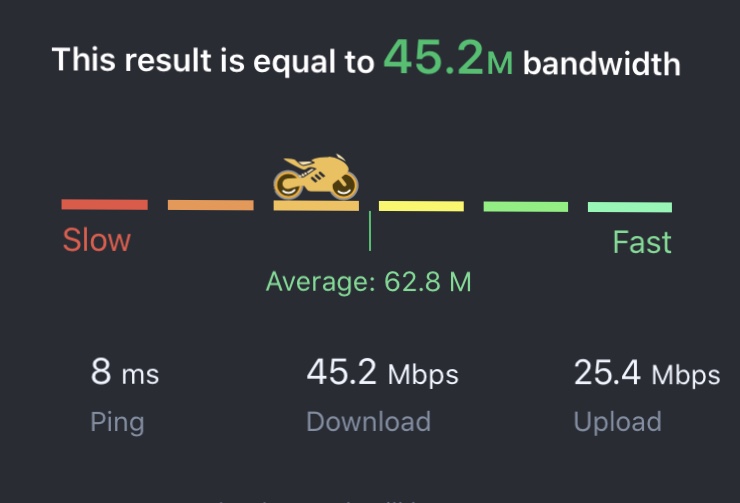 This result is equal to 45.2M bandwidth
Slow
Fast
Average: 62.8 M
8 ms
45.2 Mbps
25.4 Mbps
Ping
Download
Upload